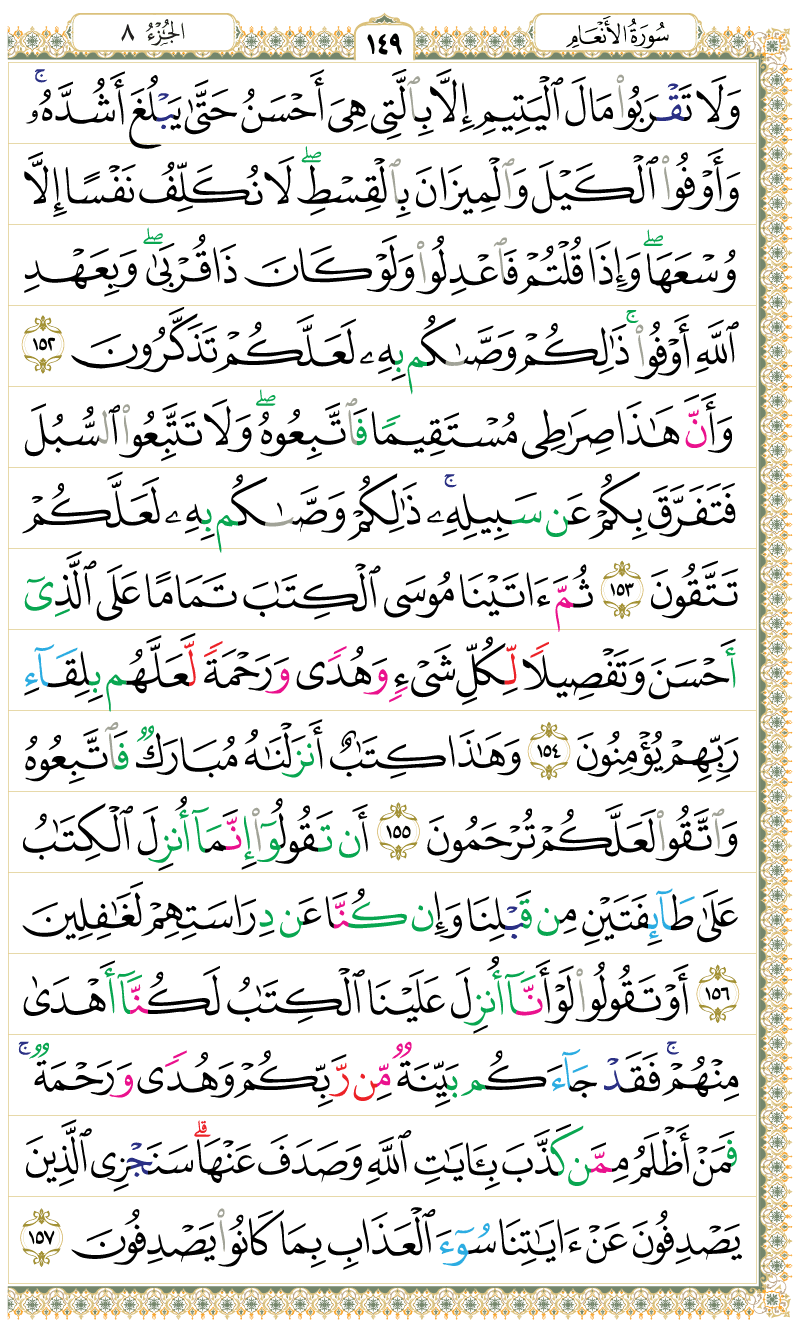 سُورَةُ الأَنْعَامِ
١٤٩
الجُزْءُ ٨
وَلَا تَقْرَبُوا۟ مَالَ ٱلْيَتِيمِ إِلَّا بِٱلَّتِى هِىَ أَحْسَنُ حَتَّىٰ يَبْلُغَ أَشُدَّهُۥ ۚ
وَأَوْفُوا۟ ٱلْكَيْلَ وَٱلْمِيزَانَ بِٱلْقِسْطِ ۖ لَا نُكَلِّفُ نَفْسًا إِلَّا
وُسْعَهَا ۖ وَإِذَا قُلْتُمْ فَٱعْدِلُوا۟ وَلَوْ كَانَ ذَا قُرْبَىٰ ۖ وَبِعَهْدِ
ٱللَّهِ أَوْفُوا۟ ۚ ذَٰلِكُمْ وَصَّىٰكُم بِهِۦ لَعَلَّكُمْ تَذَكَّرُونَ ١٥٢
وَأَنَّ هَـٰذَا صِرَٰطِى مُسْتَقِيمًا فَٱتَّبِعُوهُ ۖ وَلَا تَتَّبِعُوا۟ ٱلسُّبُلَ
فَتَفَرَّقَ بِكُمْ عَن سَبِيلِهِۦ ۚ ذَٰلِكُمْ وَصَّىٰكُم بِهِۦ لَعَلَّكُمْ
تَتَّقُونَ ١٥٣ ثُمَّ ءَاتَيْنَا مُوسَى ٱلْكِتَـٰبَ تَمَامًا عَلَى ٱلَّذِىٓ
أَحْسَنَ وَتَفْصِيلًا لِّكُلِّ شَىْءٍ وَهُدًى وَرَحْمَةً لَّعَلَّهُم بِلِقَآءِ
رَبِّهِمْ يُؤْمِنُونَ ١٥٤ وَهَـٰذَا كِتَـٰبٌ أَنزَلْنَـٰهُ مُبَارَكٌ فَٱتَّبِعُوهُ
وَٱتَّقُوا۟ لَعَلَّكُمْ تُرْحَمُونَ ١٥٥ أَن تَقُولُوٓا۟ إِنَّمَآ أُنزِلَ ٱلْكِتَـٰبُ
عَلَىٰ طَآئِفَتَيْنِ مِن قَبْلِنَا وَإِن كُنَّا عَن دِرَاسَتِهِمْ لَغَـٰفِلِينَ
١٥٦ أَوْ تَقُولُوا۟ لَوْ أَنَّآ أُنزِلَ عَلَيْنَا ٱلْكِتَـٰبُ لَكُنَّآ أَهْدَىٰ
مِنْهُمْ ۚ فَقَدْ جَآءَكُم بَيِّنَةٌ مِّن رَّبِّكُمْ وَهُدًى وَرَحْمَةٌ ۚ
فَمَنْ أَظْلَمُ مِمَّن كَذَّبَ بِـَٔايَـٰتِ ٱللَّهِ وَصَدَفَ عَنْهَا ۗ سَنَجْزِى ٱلَّذِينَ
يَصْدِفُونَ عَنْ ءَايَـٰتِنَا سُوٓءَ ٱلْعَذَابِ بِمَا كَانُوا۟ يَصْدِفُونَ ١٥٧